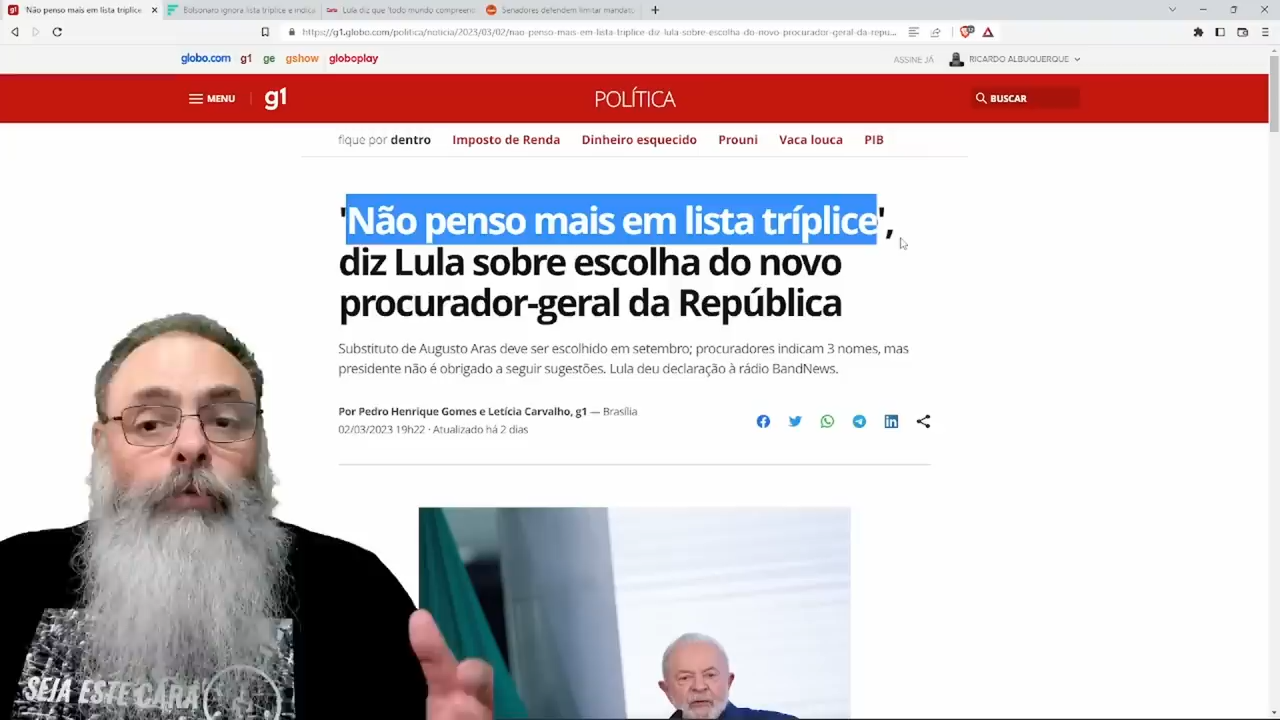 'Não penso mais em lista tríplice
Bolsonaro ignora lista tríplice e indica
Lula diz que "todo mundo compreen
Senadores defendem limitar mandato
https://g1.globo.com/politica/noticia/2023/03/02/nao-penso-mais-em-lista-triplice-diz-lula-sobre-escolha-do-novo-procurador-geral-da-repu...
globo.com g1 ge gshow globoplay
ASSINE JÁ RICARDO ALBUQUERQUE
MENU g1 POLÍTICA BUSCAR
fique por dentro Imposto de Renda Dinheiro esquecido Prouni Vaca louca PIB
'Não penso mais em lista tríplice',
diz Lula sobre escolha do novo
procurador-geral da República
Substituto de Augusto Aras deve ser escolhido em setembro; procuradores indicam 3 nomes, mas
presidente não é obrigado a seguir sugestões. Lula deu declaração à rádio BandNews.
Por Pedro Henrique Gomes e Letícia Carvalho, g1 — Brasília
02/03/2023 19h22 · Atualizado há 2 dias
SEJA ESTE CARA